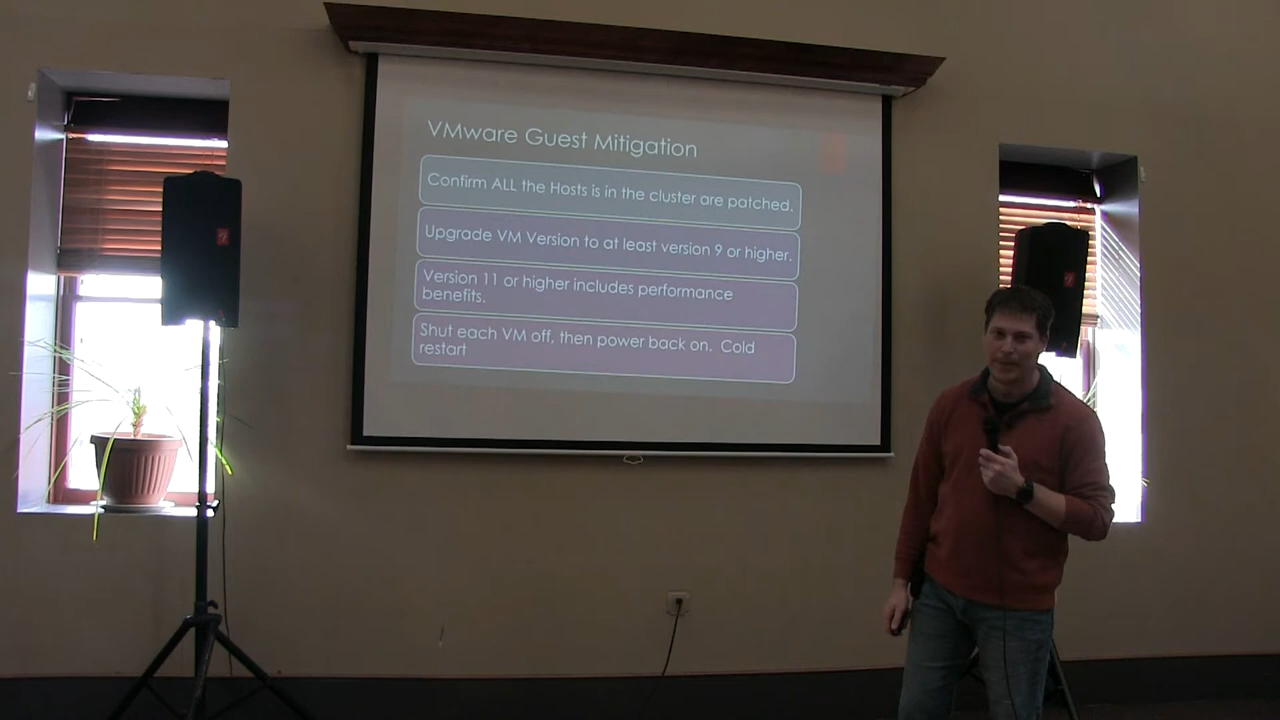 VMware Guest Mitigation
Confirm ALL the Hosts is in the cluster are patched.
Upgrade VM Version to at least version 9 or higher.
Version 11 or higher includes performance
benefits.
Shut each VM off, then power back on. Cold
restart